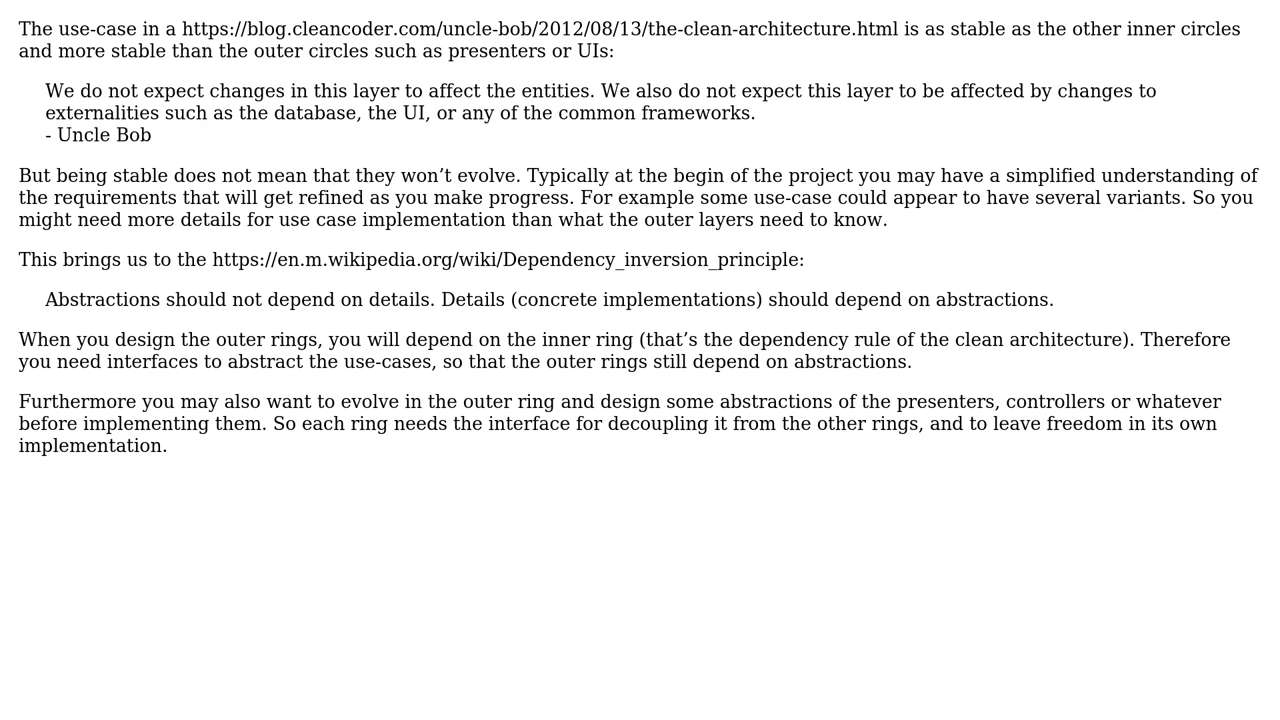 The use-case in a https://blog.cleancoder.com/uncle-bob/2012/08/13/the-clean-architecture.html is as stable as the other inner circles
and more stable than the outer circles such as presenters or UIs:
We do not expect changes in this layer to affect the entities. We also do not expect this layer to be affected by changes to
externalities such as the database, the UI, or any of the common frameworks.
- Uncle Bob
But being stable does not mean that they won’t evolve. Typically at the begin of the project you may have a simplified understanding of
the requirements that will get refined as you make progress. For example some use-case could appear to have several variants. So you
might need more details for use case implementation than what the outer layers need to know.
This brings us to the https://en.m.wikipedia.org/wiki/Dependency_inversion_principle:
Abstractions should not depend on details. Details (concrete implementations) should depend on abstractions.
When you design the outer rings, you will depend on the inner ring (that’s the dependency rule of the clean architecture). Therefore
you need interfaces to abstract the use-cases, so that the outer rings still depend on abstractions.
Furthermore you may also want to evolve in the outer ring and design some abstractions of the presenters, controllers or whatever
before implementing them. So each ring needs the interface for decoupling it from the other rings, and to leave freedom in its own
implementation.